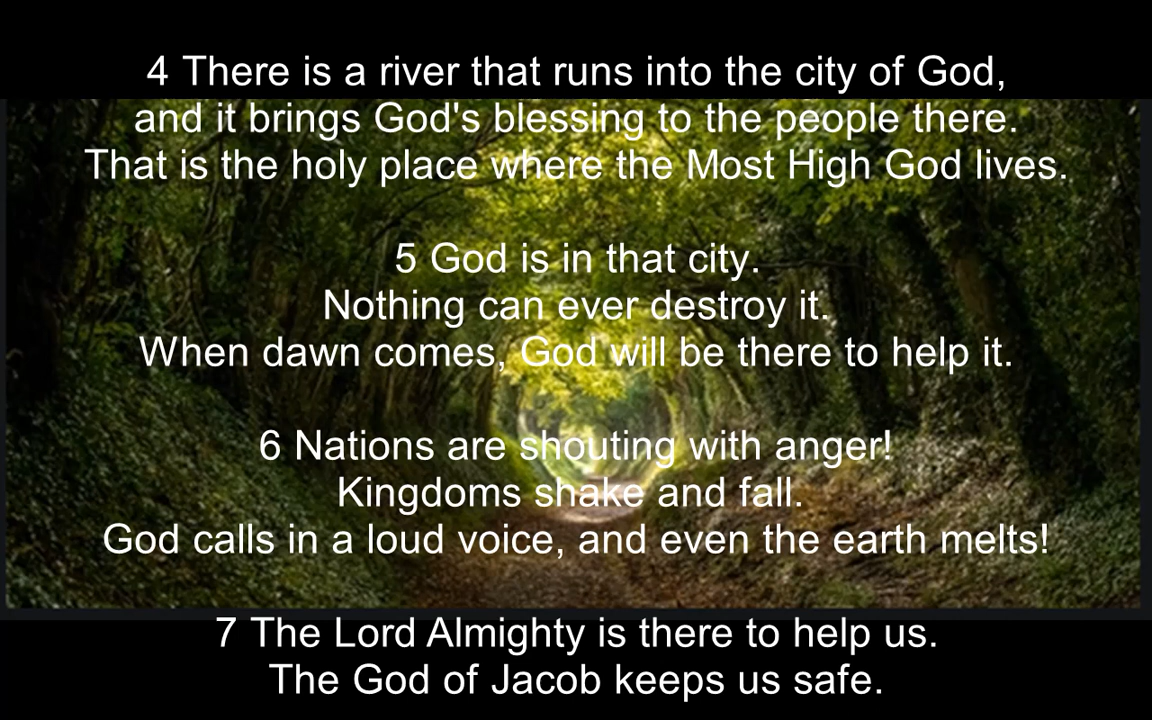 4 There is a river that runs into the city of God,
and it brings God's blessing to the people there.
That is the holy place where the Most High God lives.
5 God is in that city.
Nothing can ever destroy it.
When dawn comes, God will be there to help it.
6 Nations are shouting with anger!
Kingdoms shake and fall.
God calls in a loud voice, and even the earth melts!
7 The Lord Almighty is there to help us.
The God of Jacob keeps us safe.